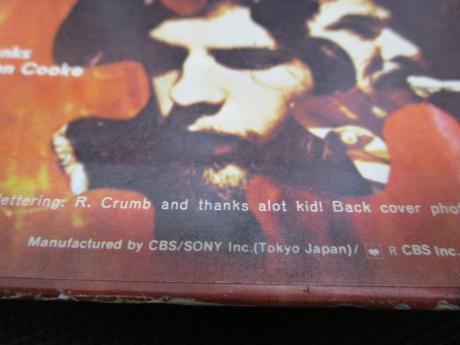 nks
n Cooke
lettering: R. Crumb and thanks alot kid! Back cover phot
Manufactured by CBS/SONY Inc.(Tokyo Japan)/ R CBS Inc.